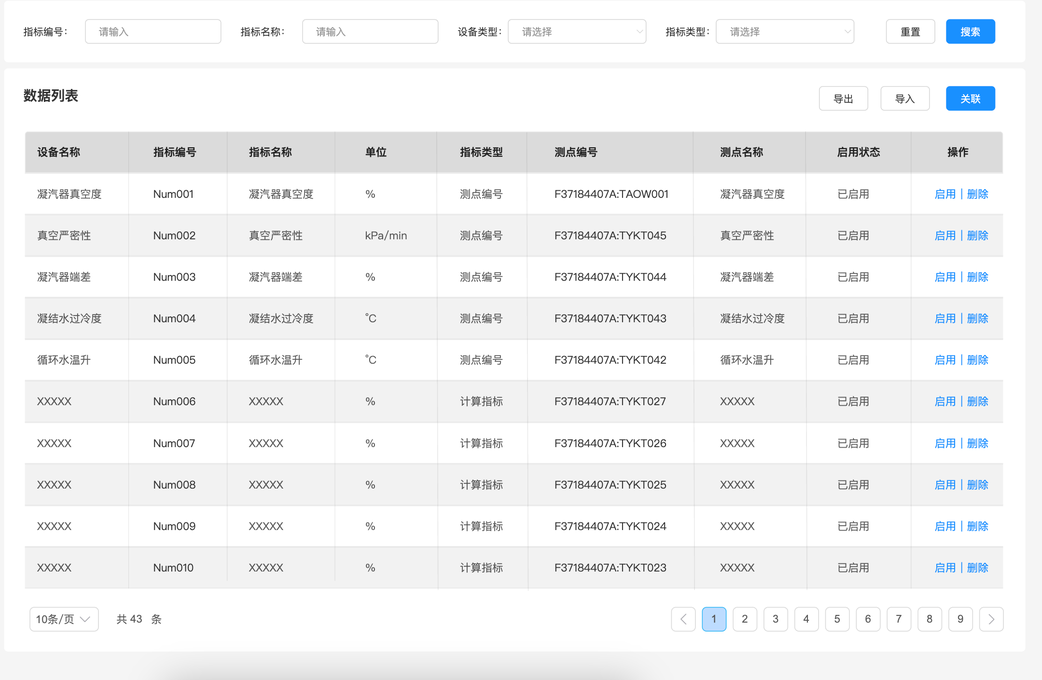 指标编号: 请输入 指标名称: 请输入 设备类型: 请选择 指标类型: 请选择 重置 搜索
数据列表 导出 导入 关联
设备名称 指标编号 指标名称 单位 指标类型 测点编号 测点名称 启用状态 操作
凝汽器真空度 Num001 凝汽器真空度 % 测点编号 F37184407A:TAOW001 凝汽器真空度 已启用 启用 | 删除
真空严密性 Num002 真空严密性 kPa/min 测点编号 F37184407A:TYKT045 真空严密性 已启用 启用 | 删除
凝汽器端差 Num003 凝汽器端差 % 测点编号 F37184407A:TYKT044 凝汽器端差 已启用 启用 | 删除
凝结水过冷度 Num004 凝结水过冷度 ℃ 测点编号 F37184407A:TYKT043 凝结水过冷度 已启用 启用 | 删除
循环水温升 Num005 循环水温升 ℃ 测点编号 F37184407A:TYKT042 循环水温升 已启用 启用 | 删除
XXXXX Num006 XXXXX % 计算指标 F37184407A:TYKT027 XXXXX 已启用 启用 | 删除
XXXXX Num007 XXXXX % 计算指标 F37184407A:TYKT026 XXXXX 已启用 启用 | 删除
XXXXX Num008 XXXXX % 计算指标 F37184407A:TYKT025 XXXXX 已启用 启用 | 删除
XXXXX Num009 XXXXX % 计算指标 F37184407A:TYKT024 XXXXX 已启用 启用 | 删除
XXXXX Num010 XXXXX % 计算指标 F37184407A:TYKT023 XXXXX 已启用 启用 | 删除
10条/页 共 43 条 1 2 3 4 5 6 7 8 9